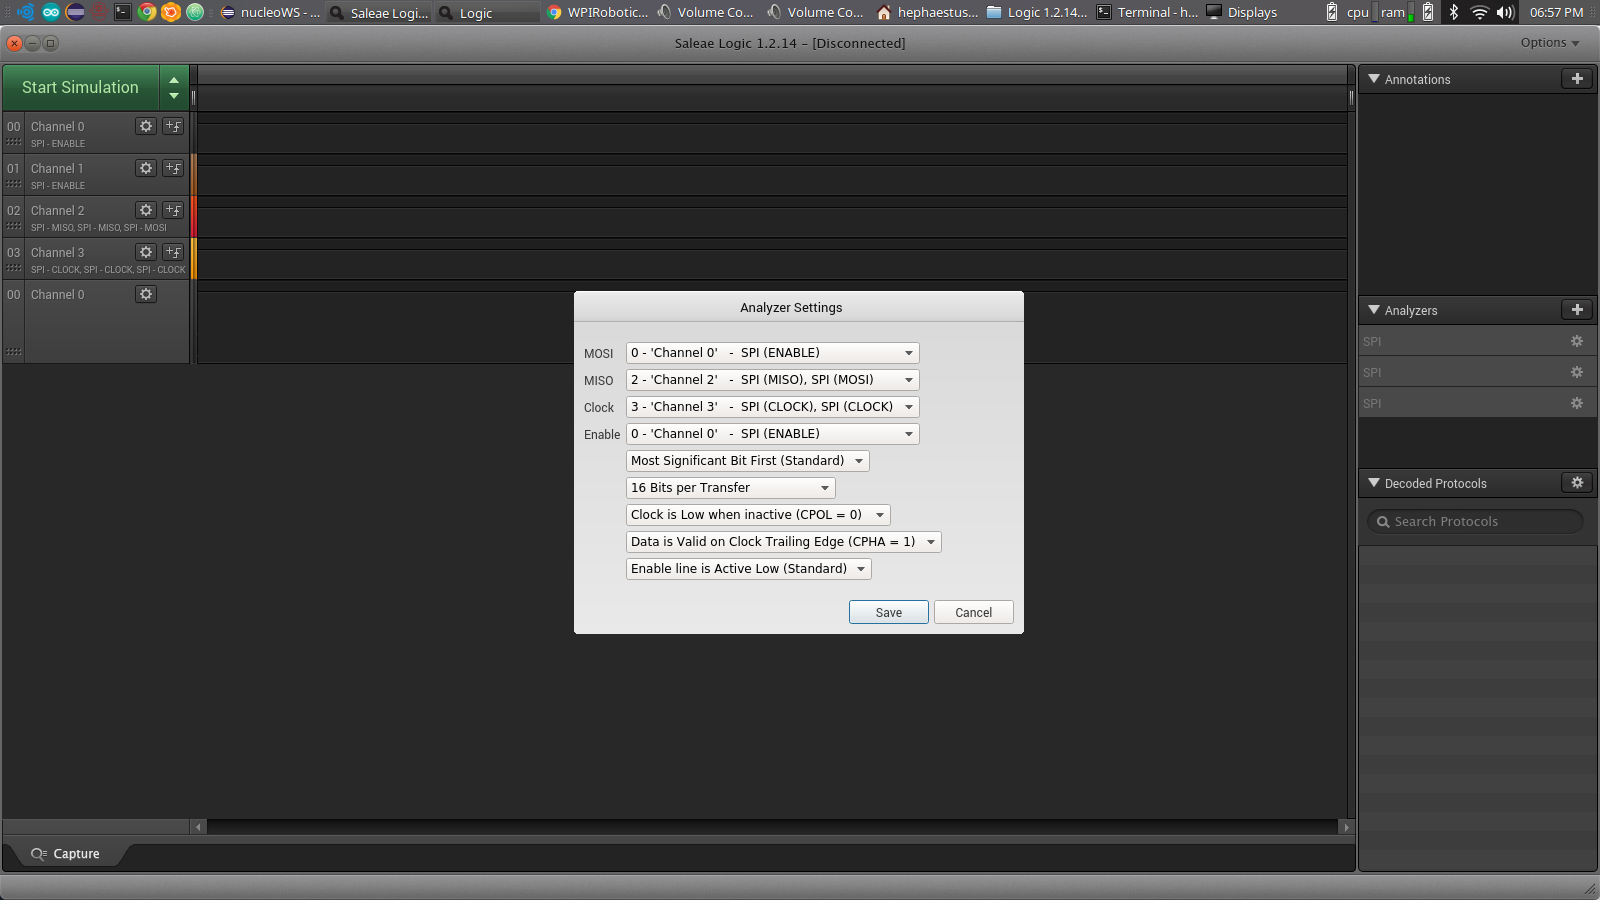 nucleoWS - ... Saleae Logi... Logic WPIRobotic... Volume Co... Volume Co... hephaestus... Logic 1.2.14... Terminal - h... Displays cpu ram 06:57 PM
Saleae Logic 1.2.14 – [Disconnected]
Options
Start Simulation
Annotations
00 Channel 0
SPI - ENABLE
01 Channel 1
SPI - ENABLE
02 Channel 2
SPI - MISO, SPI - MISO, SPI - MOSI
03 Channel 3
SPI - CLOCK, SPI - CLOCK, SPI - CLOCK
00 Channel 0
Analyzer Settings
MOSI 0 - 'Channel 0' - SPI (ENABLE)
MISO 2 - 'Channel 2' - SPI (MISO), SPI (MOSI)
Clock 3 - 'Channel 3' - SPI (CLOCK), SPI (CLOCK)
Enable 0 - 'Channel 0' - SPI (ENABLE)
Most Significant Bit First (Standard)
16 Bits per Transfer
Clock is Low when inactive (CPOL = 0)
Data is Valid on Clock Trailing Edge (CPHA = 1)
Enable line is Active Low (Standard)
Save Cancel
Analyzers
SPI
SPI
SPI
Decoded Protocols
Search Protocols
Capture